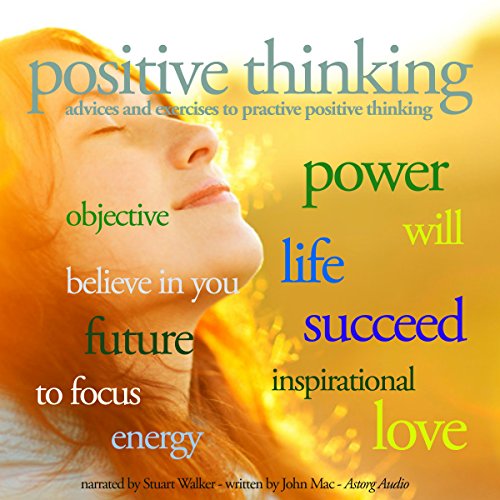 positive thinking
advices and exercises to practive positive thinking
power
objective
will
believe in you
life
future
succeed
to focus
inspirational
energy
love
narrated by Stuart Walker - written by John Mac - Astorg Audio